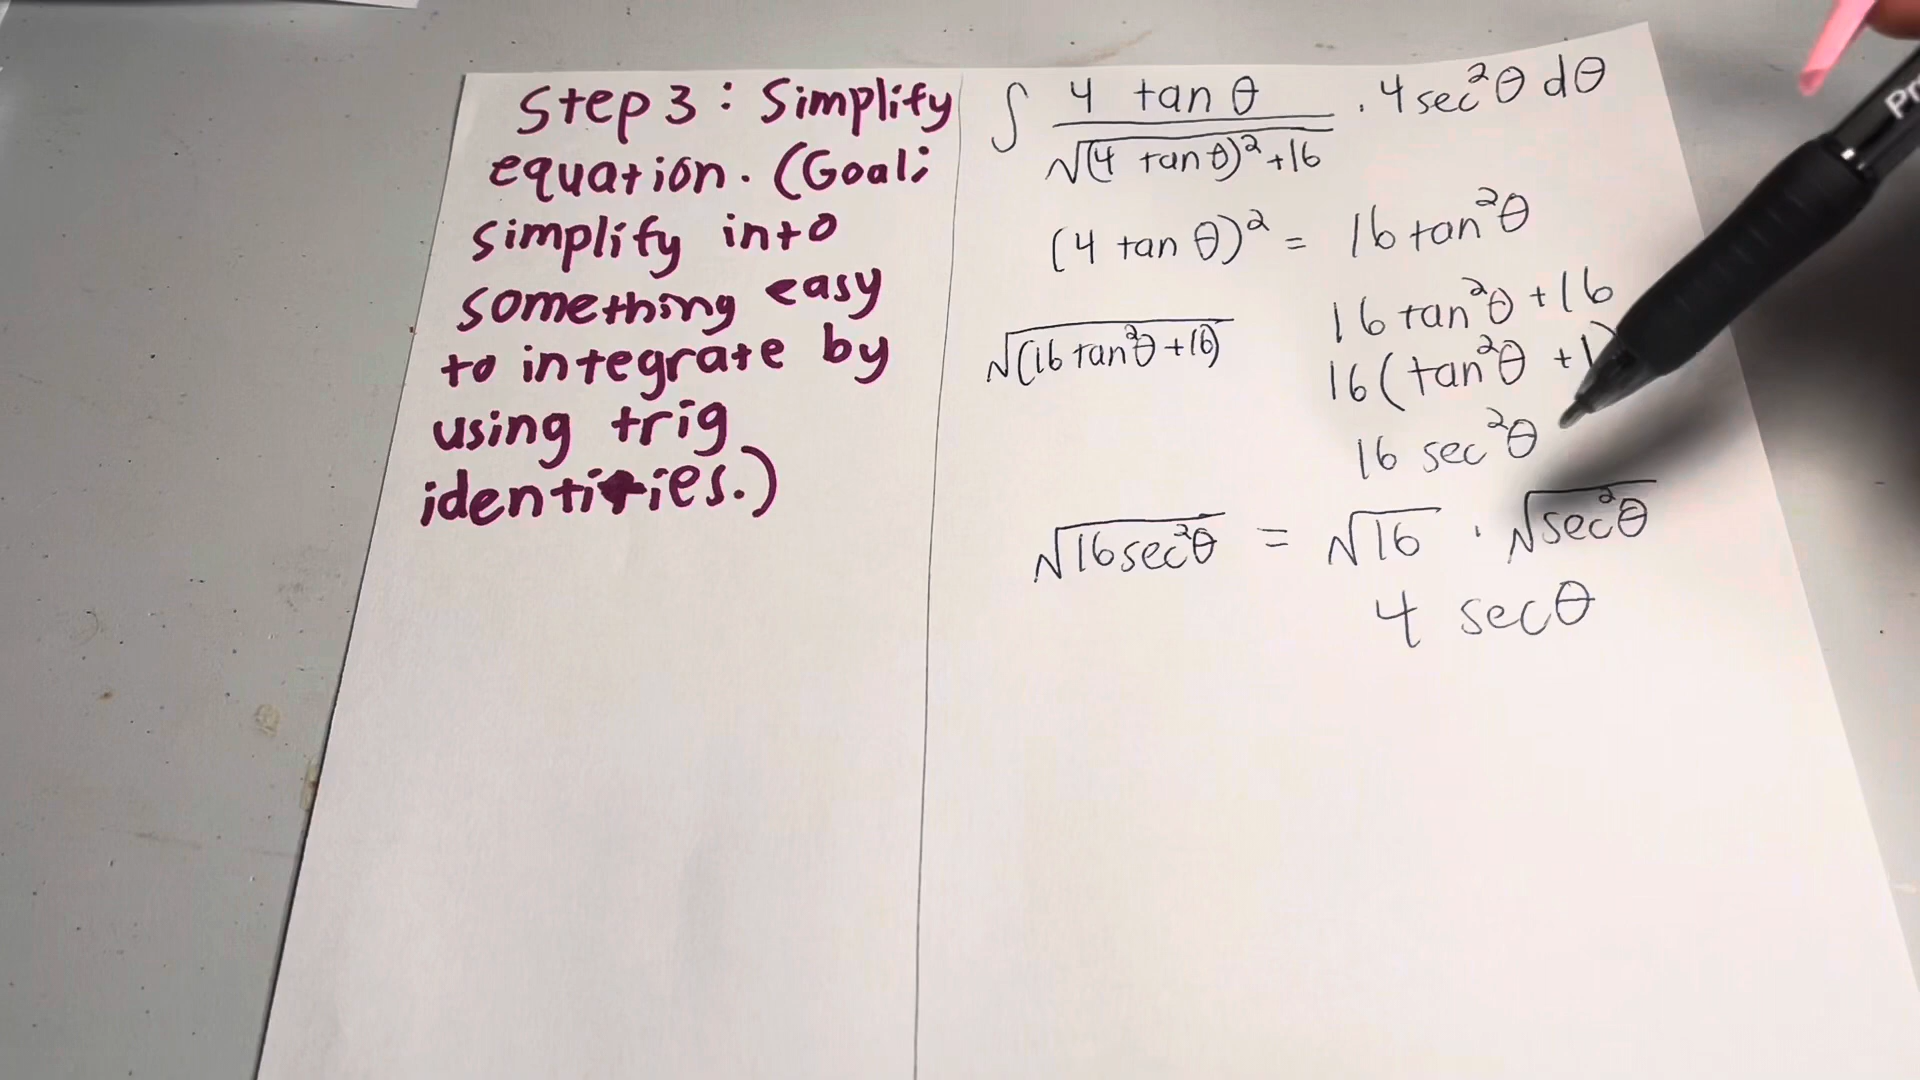 Step 3: Simplify
equation. (Goal:
simplify into
something easy
to integrate by
using trig
identities.)
∫ 4 tan θ / √(4 tan θ)² + 16 · 4 sec²θ dθ
(4 tan θ)² = 16 tan²θ
16 tan²θ + 16
√(16 tan²θ + 16)
16 (tan²θ + 1)
16 sec²θ
√16 sec²θ = √16 · √sec²θ
4 secθ